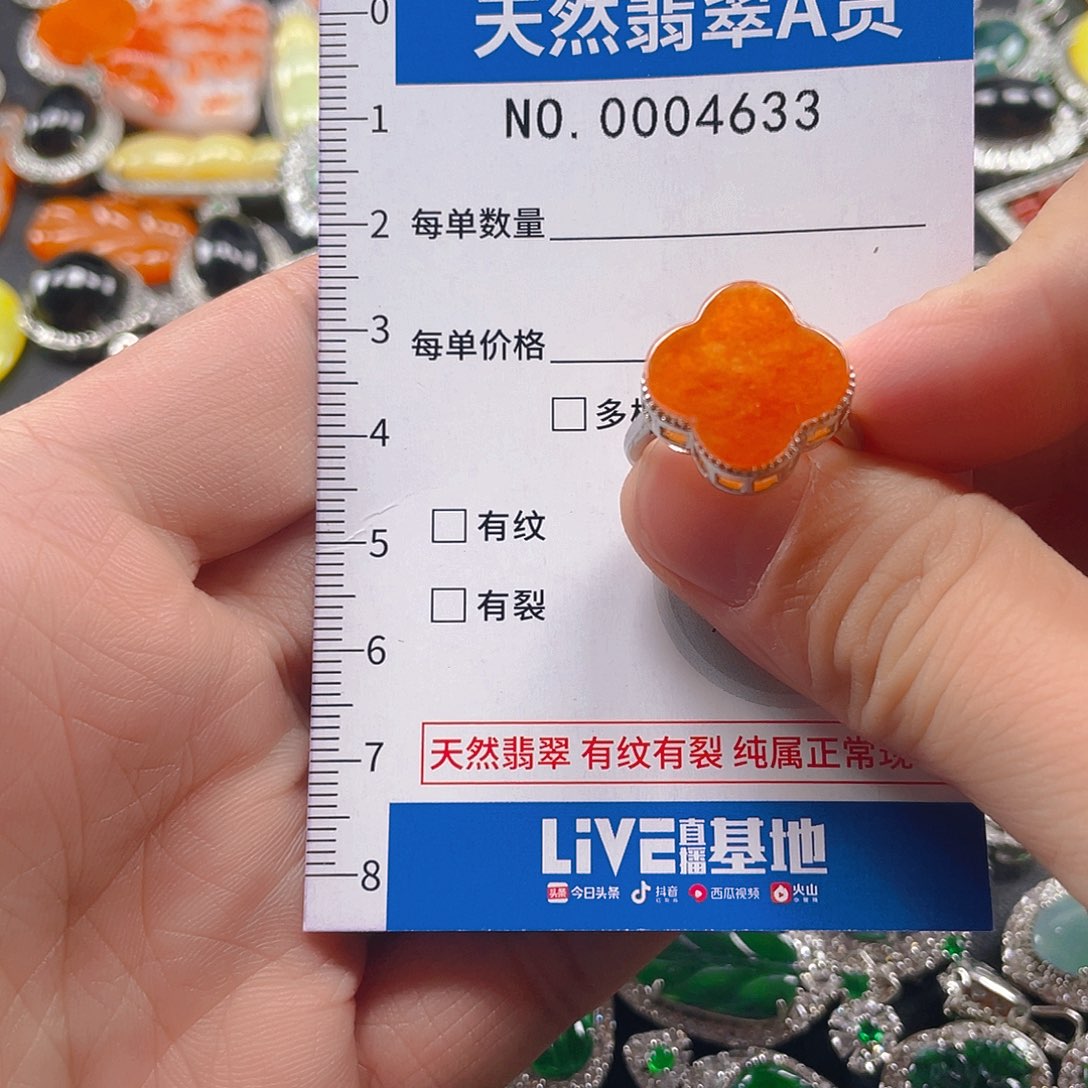 天然翡翠A货
NO. 0004633
每单数量
每单价格
多
有纹
有裂
天然翡翠 有纹有裂 纯属正常现
LiVE直播基地
头条 今日头条 抖音 西瓜视频 火山
0
1
2
3
4
5
6
7
8